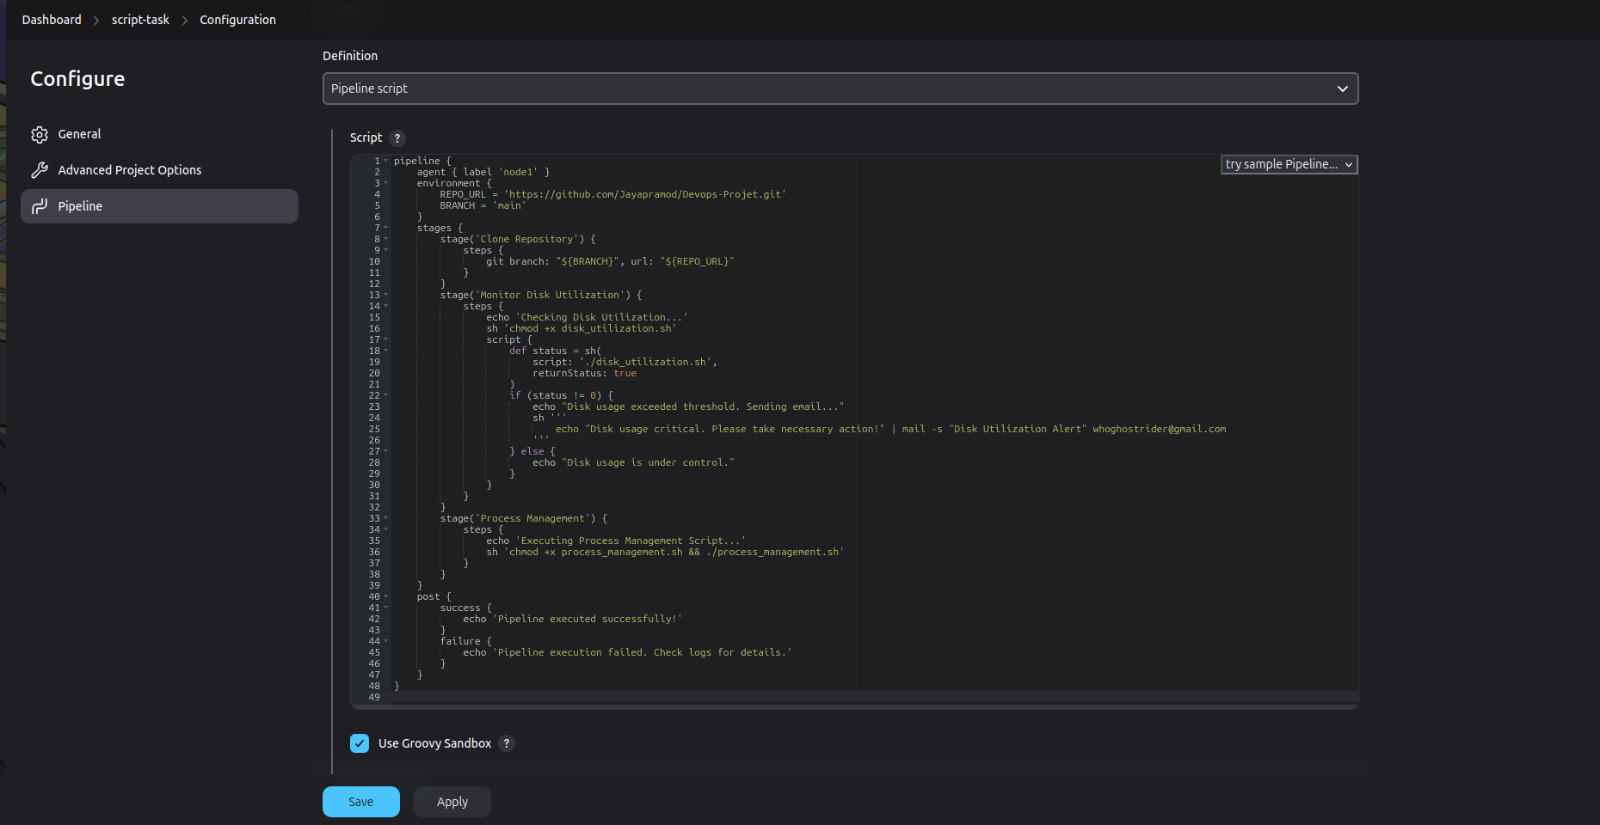 Dashboard > script-task > Configuration
Configure
General
Advanced Project Options
Pipeline
Definition
Pipeline script
Script ?
try sample Pipeline...
1 pipeline {
2     agent { label 'node1' }
3     environment {
4         REPO_URL = 'https://github.com/Jayapramod/Devops-Projet.git'
5         BRANCH = 'main'
6     }
7     stages {
8         stage('Clone Repository') {
9             steps {
10                 git branch: "${BRANCH}", url: "${REPO_URL}"
11             }
12         }
13         stage('Monitor Disk Utilization') {
14             steps {
15                 echo 'Checking Disk Utilization...'
16                 sh 'chmod +x disk_utilization.sh'
17                 script {
18                     def status = sh(
19                         script: './disk_utilization.sh',
20                         returnStatus: true
21                     )
22                     if (status != 0) {
23                         echo "Disk usage exceeded threshold. Sending email..."
24                         sh '''
25                             echo "Disk usage critical. Please take necessary action!" | mail -s "Disk Utilization Alert" whoghostrider@gmail.com
26                         '''
27                     } else {
28                         echo "Disk usage is under control."
29                     }
30                 }
31             }
32         }
33         stage('Process Management') {
34             steps {
35                 echo 'Executing Process Management Script...'
36                 sh 'chmod +x process_management.sh && ./process_management.sh'
37             }
38         }
39     }
40     post {
41         success {
42             echo 'Pipeline executed successfully!'
43         }
44         failure {
45             echo 'Pipeline execution failed. Check logs for details.'
46         }
47     }
48 }
49
Use Groovy Sandbox ?
Save
Apply